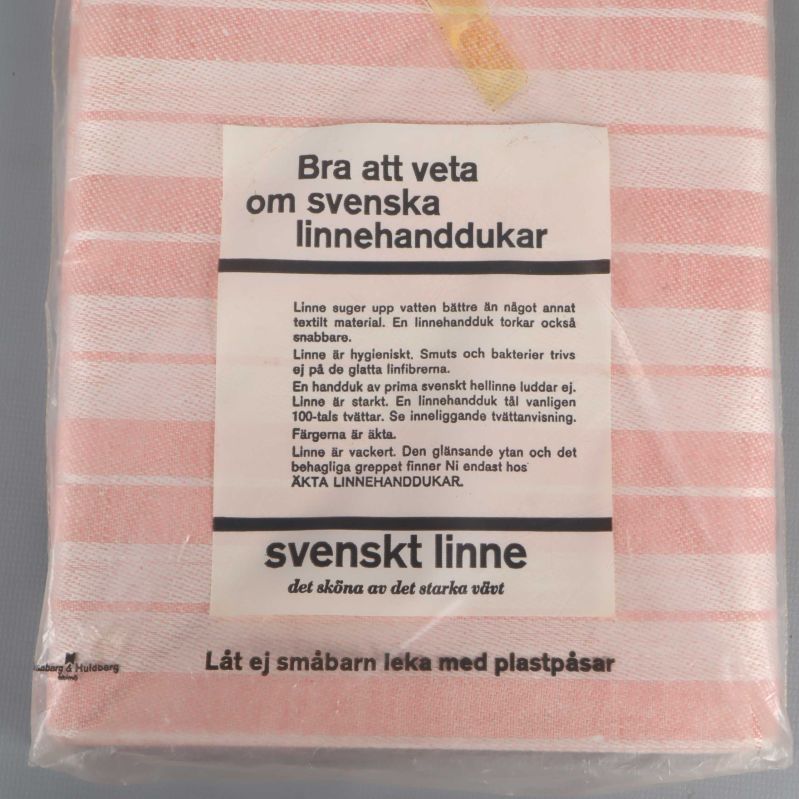 Bra att veta
om svenska
linnehanddukar
Linne suger upp vatten bättre än något annat
textilt material. En linnehandduk torkar också
snabbare.
Linne är hygieniskt. Smuts och bakterier trivs
ej på de glatta linfibrerna.
En handduk av prima svenskt hellinne luddar ej.
Linne är starkt. En linnehandduk tål vanligen
100-tals tvättar. Se inneliggande tvättanvisning.
Färgerna är äkta.
Linne är vackert. Den glänsande ytan och det
behagliga greppet finner Ni endast hos
ÄKTA LINNEHANDDUKAR.
svenskt linne
det sköna av det starka vävt
Låt ej småbarn leka med plastpåsar
& Huldberg